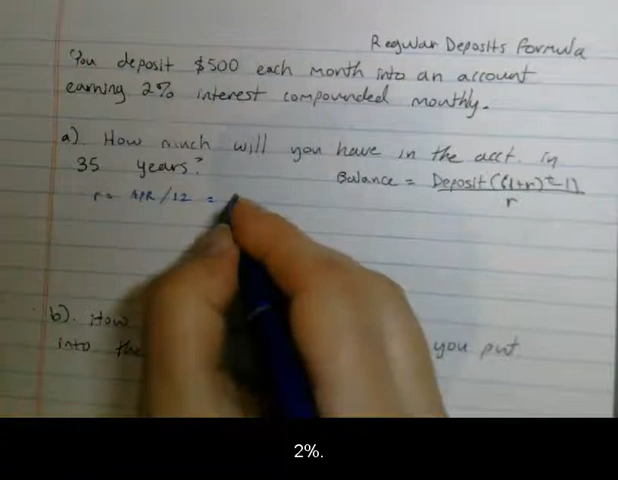 Regular Deposits Formula
You deposit $500 each month into an account
earning 2% interest compounded monthly.
a). How much will you have in the acct. in
35 years?
Balance = Deposit((1+r)^t-1)
r
r = APR/12 =
b). How
into the you put
2%.